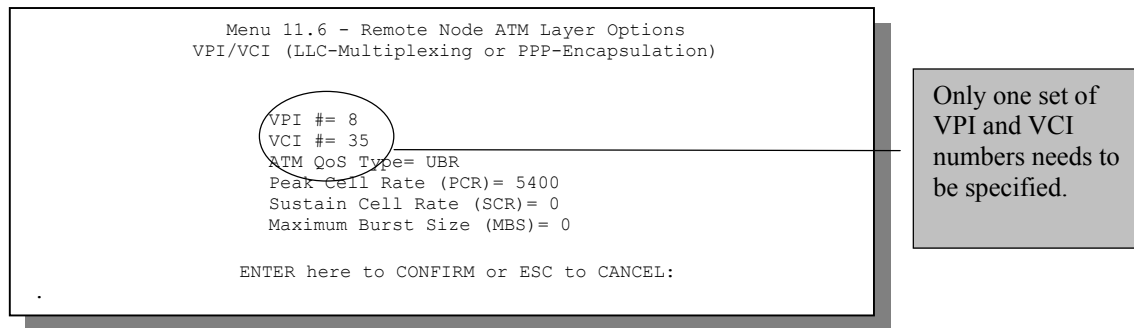 Menu 11.6 - Remote Node ATM Layer Options
VPI/VCI (LLC-Multiplexing or PPP-Encapsulation)
VPI #= 8
VCI #= 35
ATM QoS Type= UBR
Peak Cell Rate (PCR)= 5400
Sustain Cell Rate (SCR)= 0
Maximum Burst Size (MBS)= 0
ENTER here to CONFIRM or ESC to CANCEL:
.
Only one set of
VPI and VCI
numbers needs to
be specified.